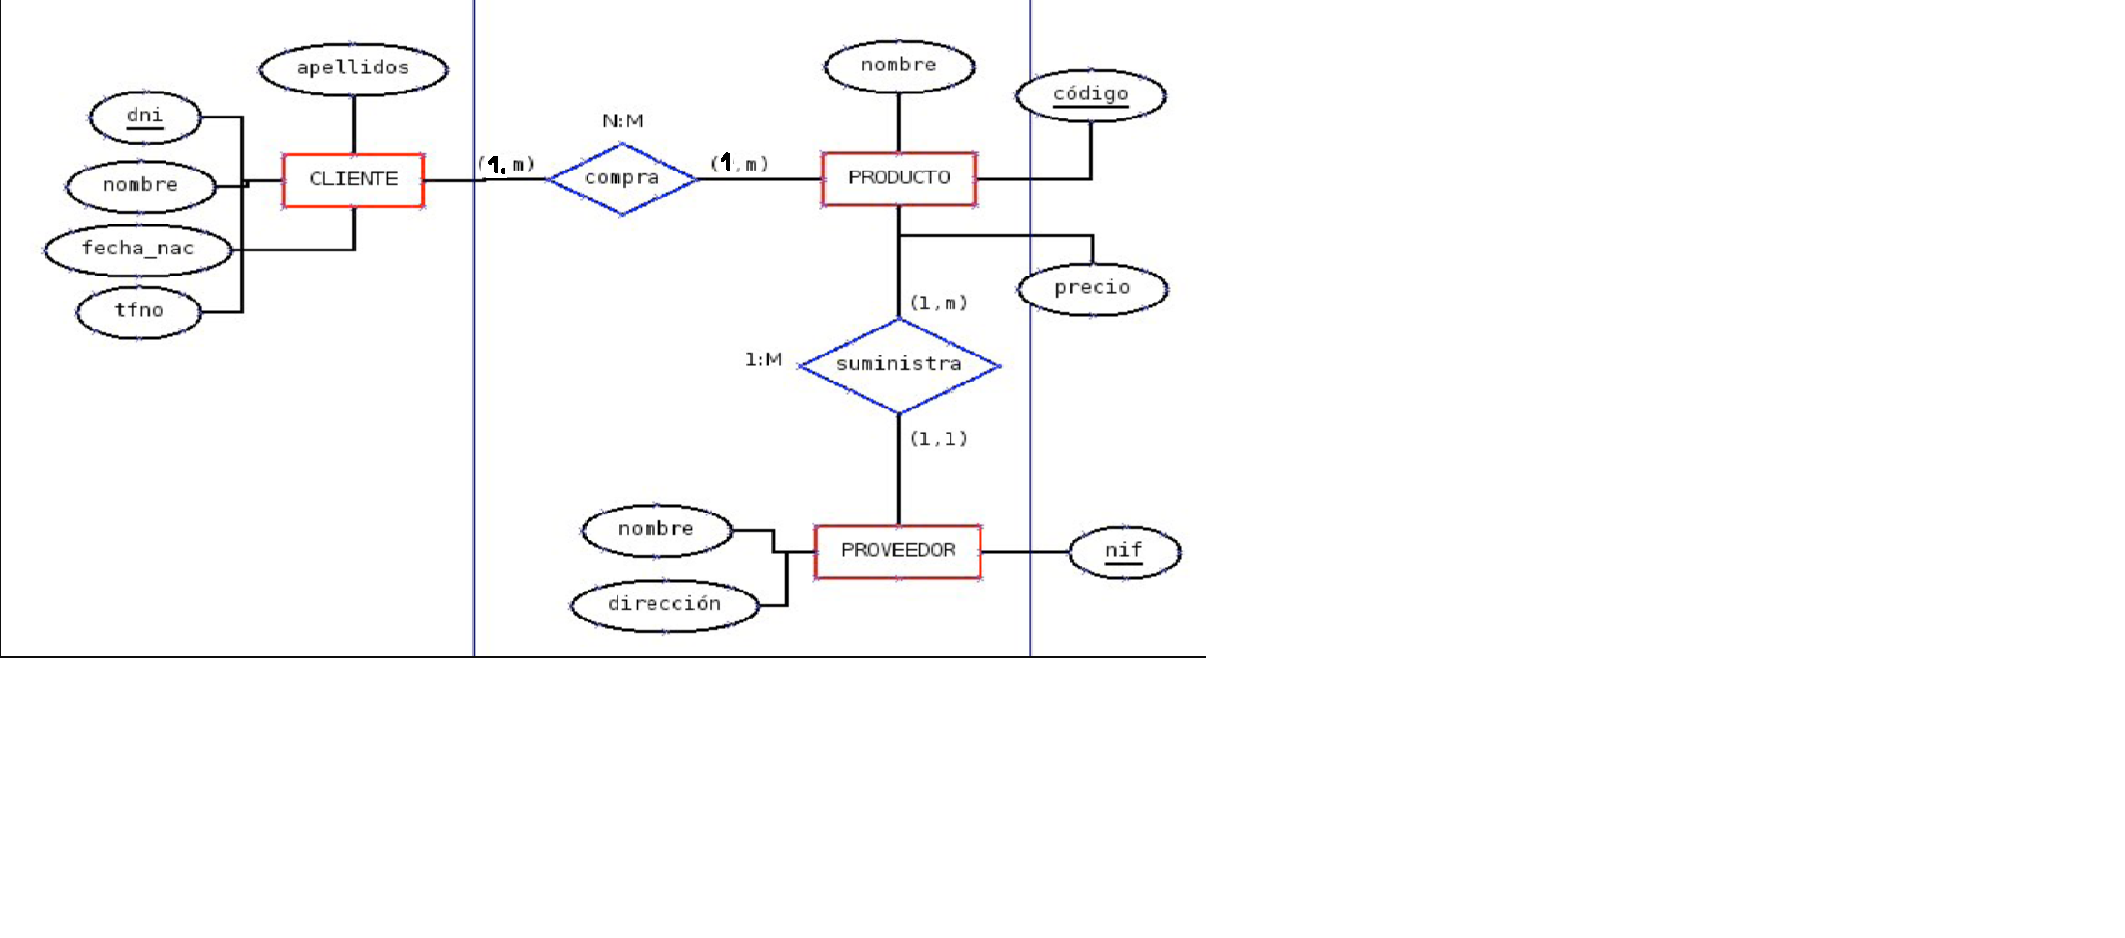 apellidos
nombre
código
dni
N:M
(1,m)
(1,m)
nombre
CLIENTE
compra
PRODUCTO
fecha_nac
precio
tfno
(1,m)
1:M
suministra
(1,1)
nombre
PROVEEDOR
nif
dirección